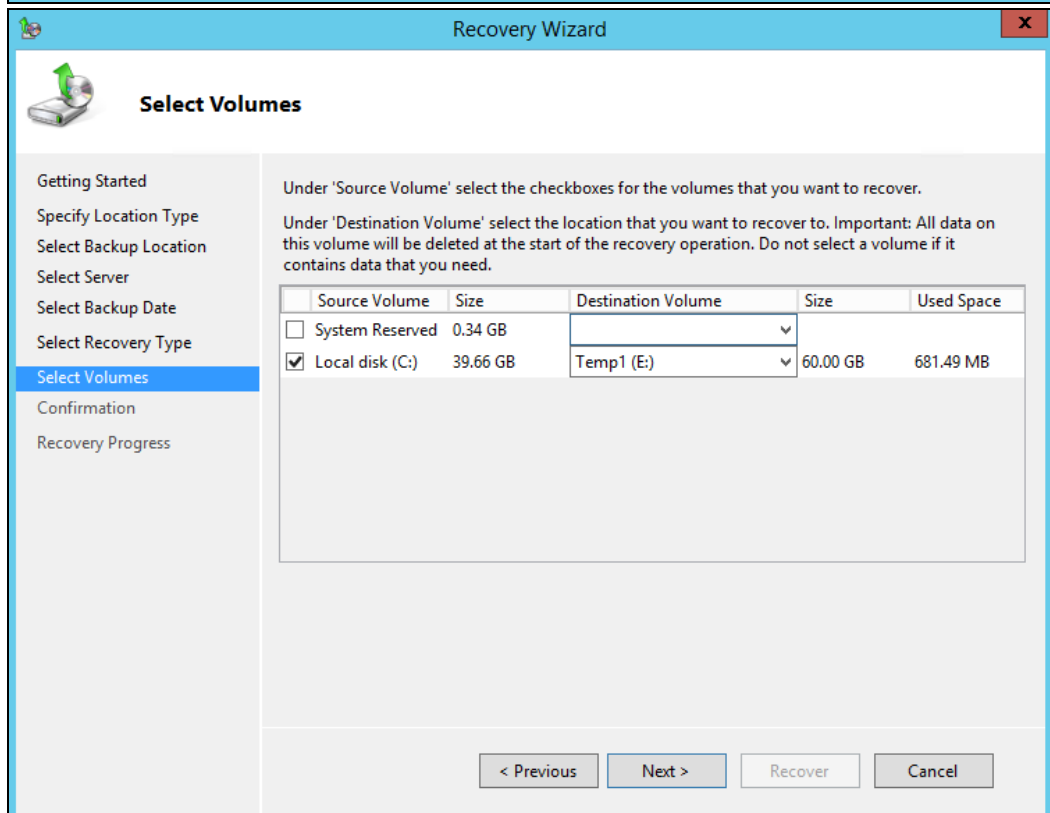 Recovery Wizard
x
Select Volumes
Getting Started
Specify Location Type
Select Backup Location
Select Server
Select Backup Date
Select Recovery Type
Select Volumes
Confirmation
Recovery Progress
Under 'Source Volume' select the checkboxes for the volumes that you want to recover.
Under 'Destination Volume' select the location that you want to recover to. Important: All data on
this volume will be deleted at the start of the recovery operation. Do not select a volume if it
contains data that you need.
Source Volume Size Destination Volume Size Used Space
System Reserved 0.34 GB
Local disk (C:) 39.66 GB Temp1 (E:) 60.00 GB 681.49 MB
< Previous Next > Recover Cancel